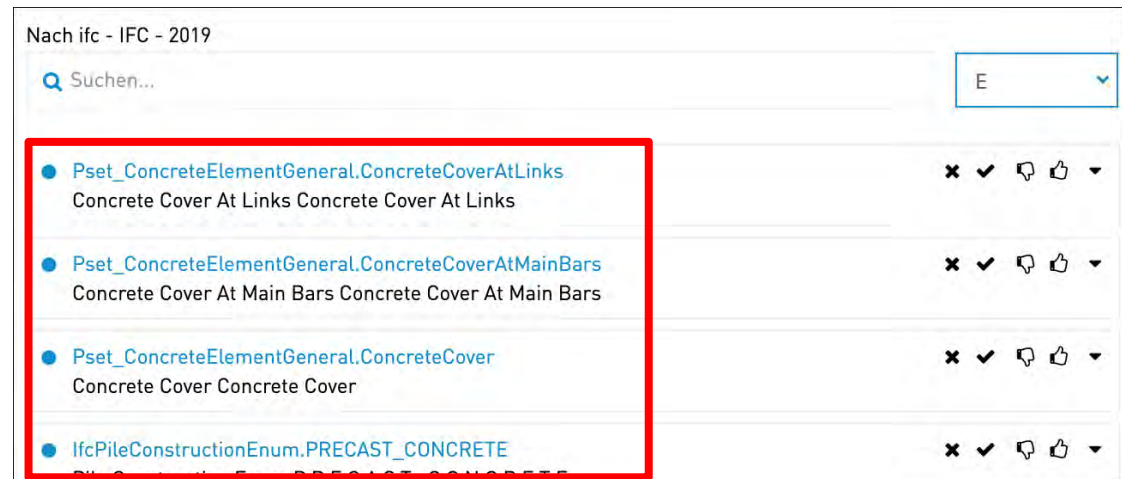 Nach ifc - IFC - 2019
Suchen...
E
Pset_ConcreteElementGeneral.ConcreteCoverAtLinks
Concrete Cover At Links Concrete Cover At Links
Pset_ConcreteElementGeneral.ConcreteCoverAtMainBars
Concrete Cover At Main Bars Concrete Cover At Main Bars
Pset_ConcreteElementGeneral.ConcreteCover
Concrete Cover Concrete Cover
IfcPileConstructionEnum.PRECAST_CONCRETE